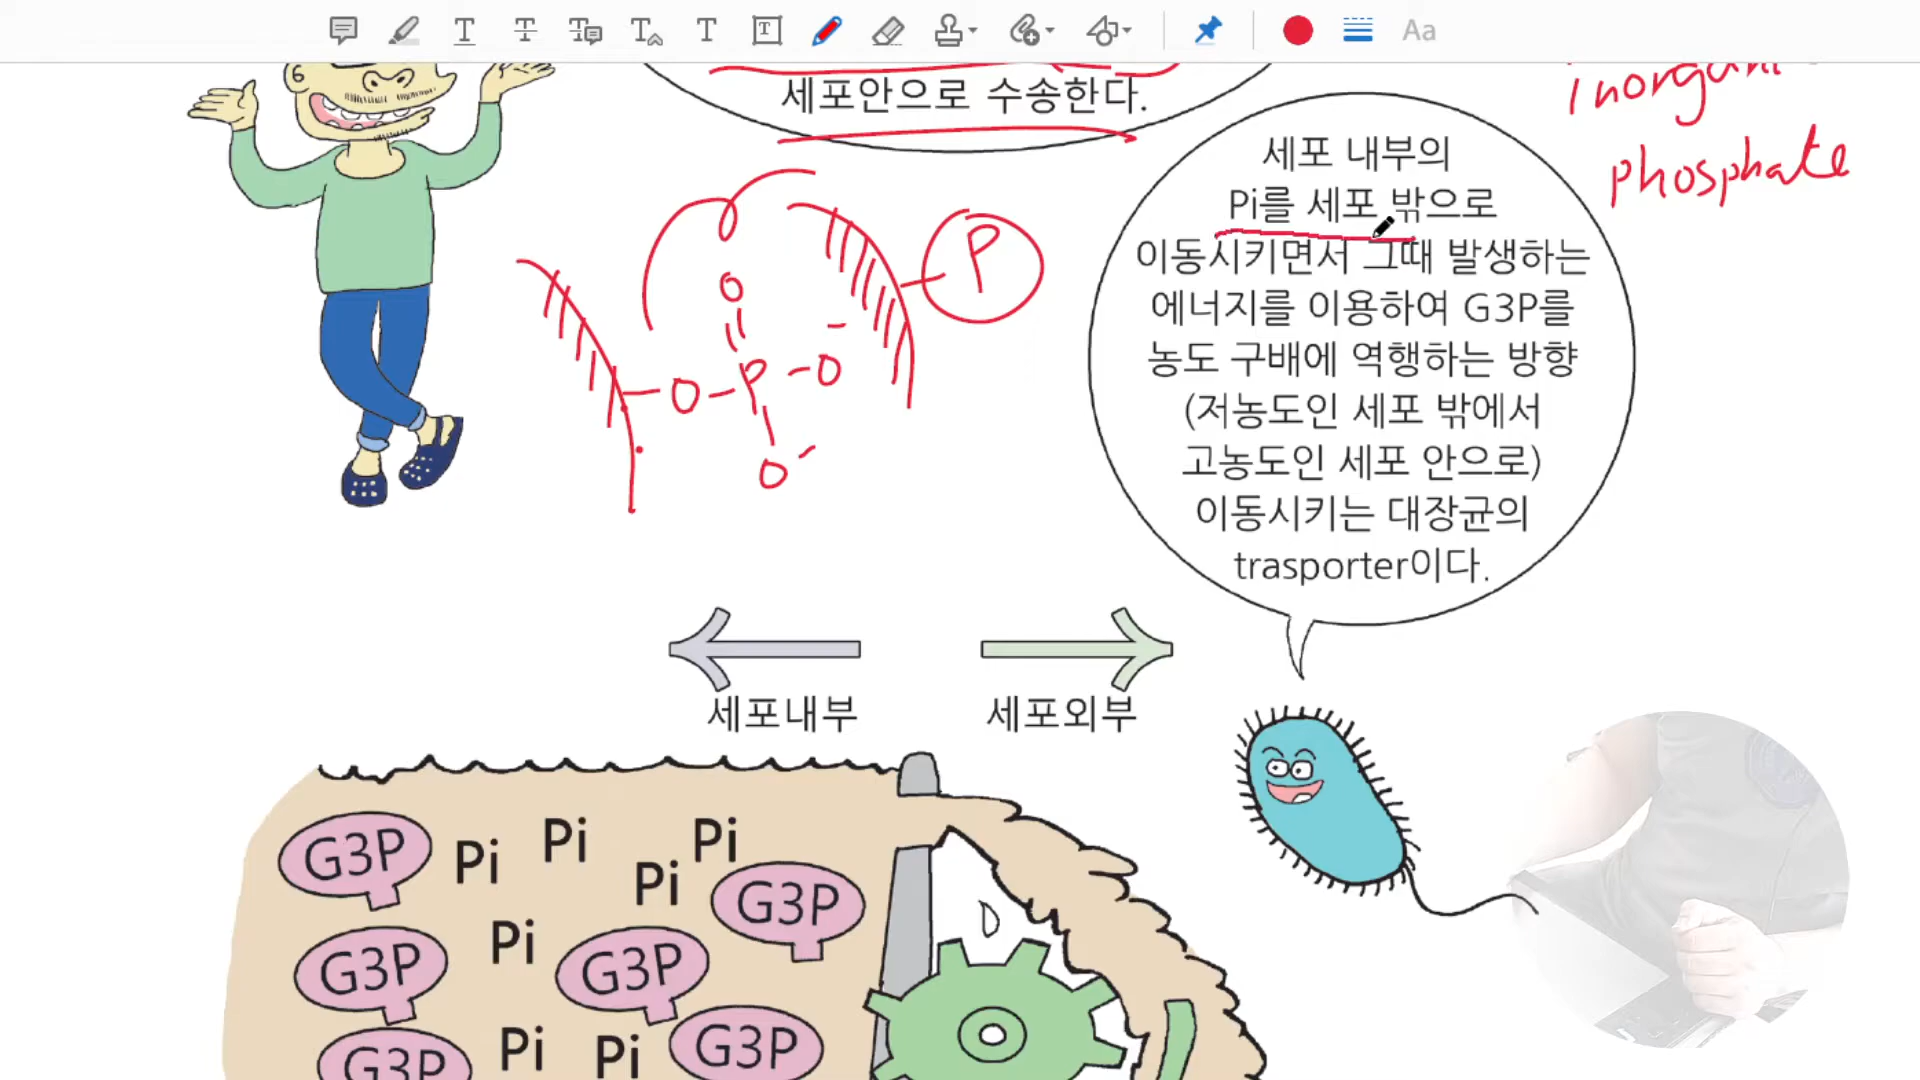 Aa
세포안으로 수송한다.
phosphate
세포 내부의
Pi를 세포 밖으로
이동시키면서 그때 발생하는
에너지를 이용하여 G3P를
농도 구배에 역행하는 방향
(저농도인 세포 밖에서
고농도인 세포 안으로)
이동시키는 대장균의
trasporter이다.
P
O
O-P-O-
O-
세포내부
세포외부
G3P
Pi
Pi
Pi
Pi
G3P
G3P
Pi
G3P
G3P
Pi
Pi
G3P